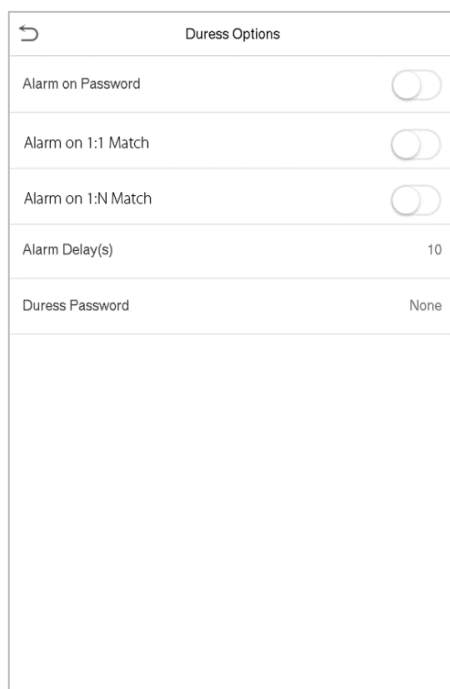 Duress Options
Alarm on Password
Alarm on 1:1 Match
Alarm on 1:N Match
Alarm Delay(s) 10
Duress Password None